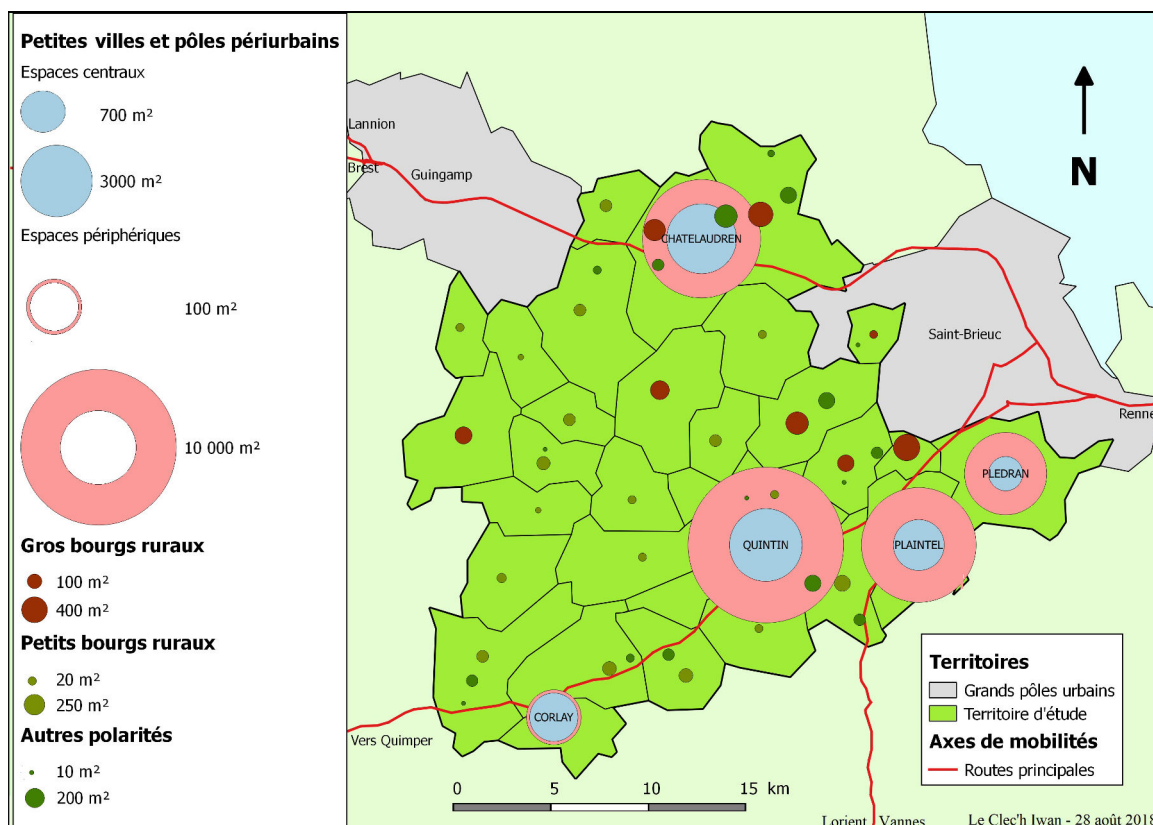 Petites villes et pôles périurbains
Espaces centraux
700 m²
3000 m²
Espaces périphériques
100 m²
10 000 m²
Gros bourgs ruraux
100 m²
400 m²
Petits bourgs ruraux
20 m²
250 m²
Autres polarités
10 m²
200 m²
Lannion
Brest
Guingamp
CHATELAUDREN
N
Saint-Brieuc
Renne
PLEDRAN
QUINTIN
PLAINTEL
CORLAY
Vers Quimper
Territoires
Grands pôles urbains
Territoire d'étude
Axes de mobilités
Routes principales
0 5 10 15 km
Lorient Vannes
Le Clec'h Iwan - 28 août 2018